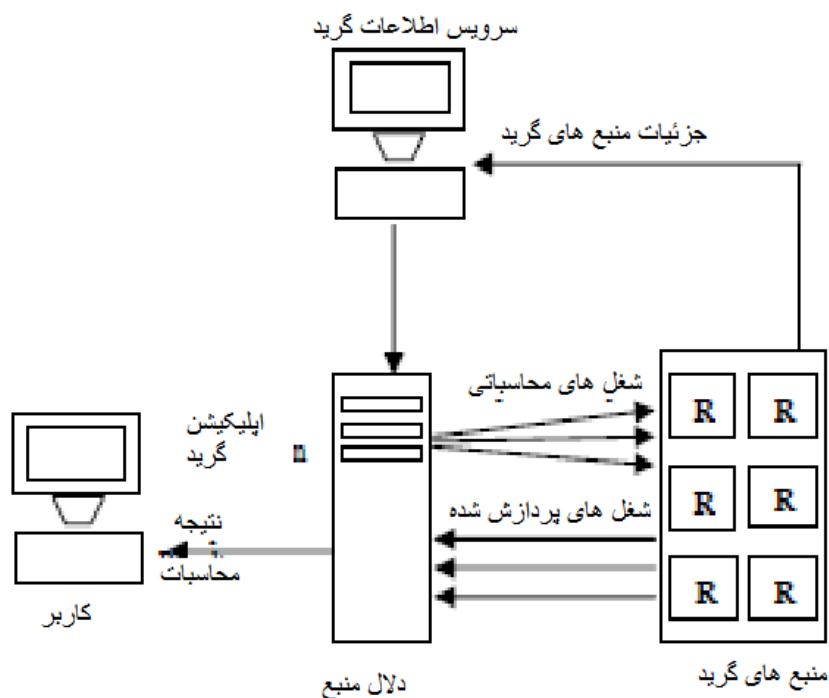 سرویس اطلاعات گرید
جزئیات منبع های گرید
شغل های محاسباتی
R R
اپلیکیشن
گرید
R R
شغل های پردازش شده
نتیجه
محاسبات
R R
کاربر
منبع های گرید
دلال منبع